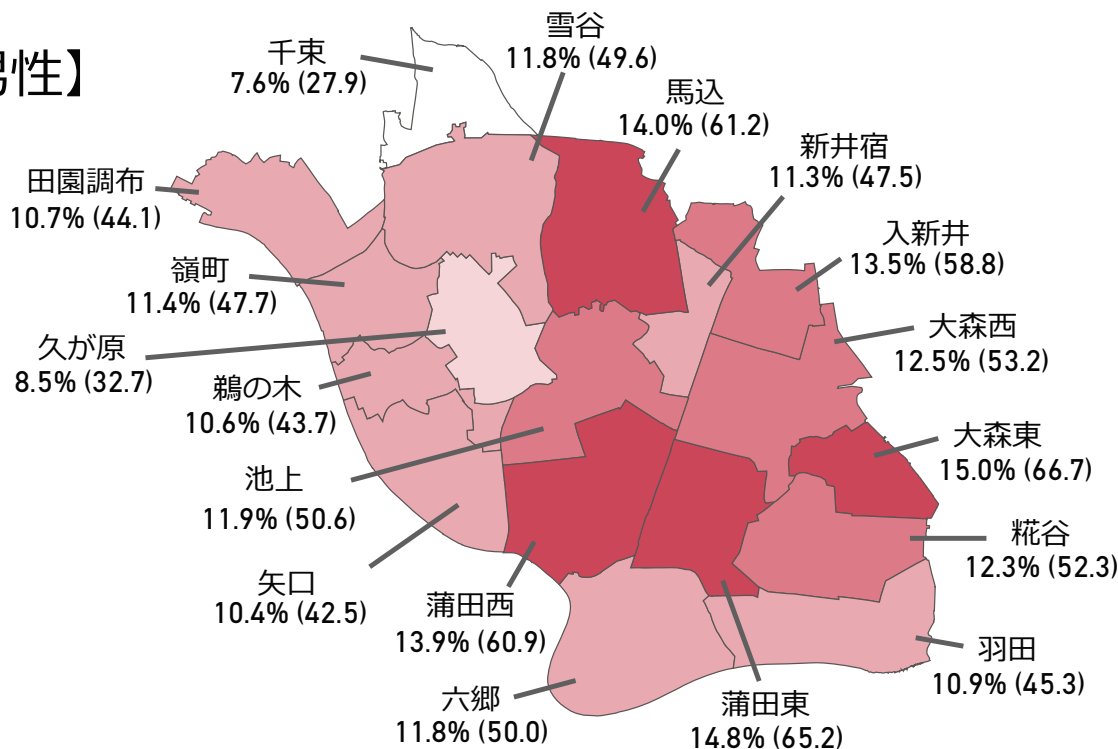 男性】
千束
7.6% (27.9)
雪谷
11.8% (49.6)
馬込
14.0% (61.2)
新井宿
11.3% (47.5)
田園調布
10.7% (44.1)
入新井
13.5% (58.8)
嶺町
11.4% (47.7)
大森西
12.5% (53.2)
久が原
8.5% (32.7)
鵜の木
10.6% (43.7)
大森東
15.0% (66.7)
池上
11.9% (50.6)
糀谷
12.3% (52.3)
矢口
10.4% (42.5)
蒲田西
13.9% (60.9)
羽田
10.9% (45.3)
六郷
11.8% (50.0)
蒲田東
14.8% (65.2)